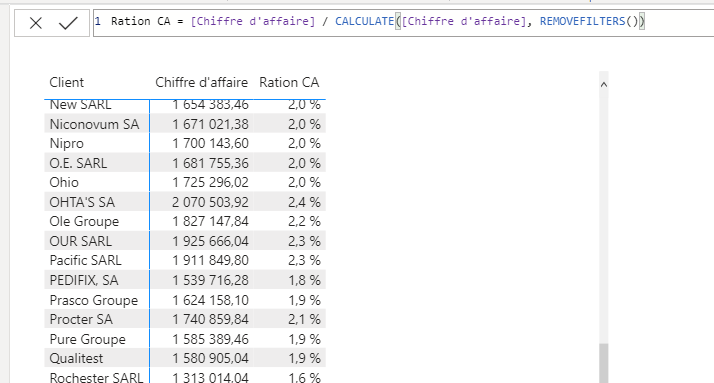 1 Ration CA = [Chiffre d'affaire] / CALCULATE([Chiffre d'affaire], REMOVEFILTERS())
Client Chiffre d'affaire Ration CA
New SARL 1 654 383,46 2,0 %
Niconovum SA 1 671 021,38 2,0 %
Nipro 1 700 143,60 2,0 %
O.E. SARL 1 681 755,36 2,0 %
Ohio 1 725 296,02 2,0 %
OHTA'S SA 2 070 503,92 2,4 %
Ole Groupe 1 827 147,84 2,2 %
OUR SARL 1 925 666,04 2,3 %
Pacific SARL 1 911 849,80 2,3 %
PEDIFIX, SA 1 539 716,28 1,8 %
Prasco Groupe 1 624 158,10 1,9 %
Procter SA 1 740 859,84 2,1 %
Pure Groupe 1 585 389,46 1,9 %
Qualitest 1 580 905,04 1,9 %
Rochester SARL 1 313 014,04 1,6 %